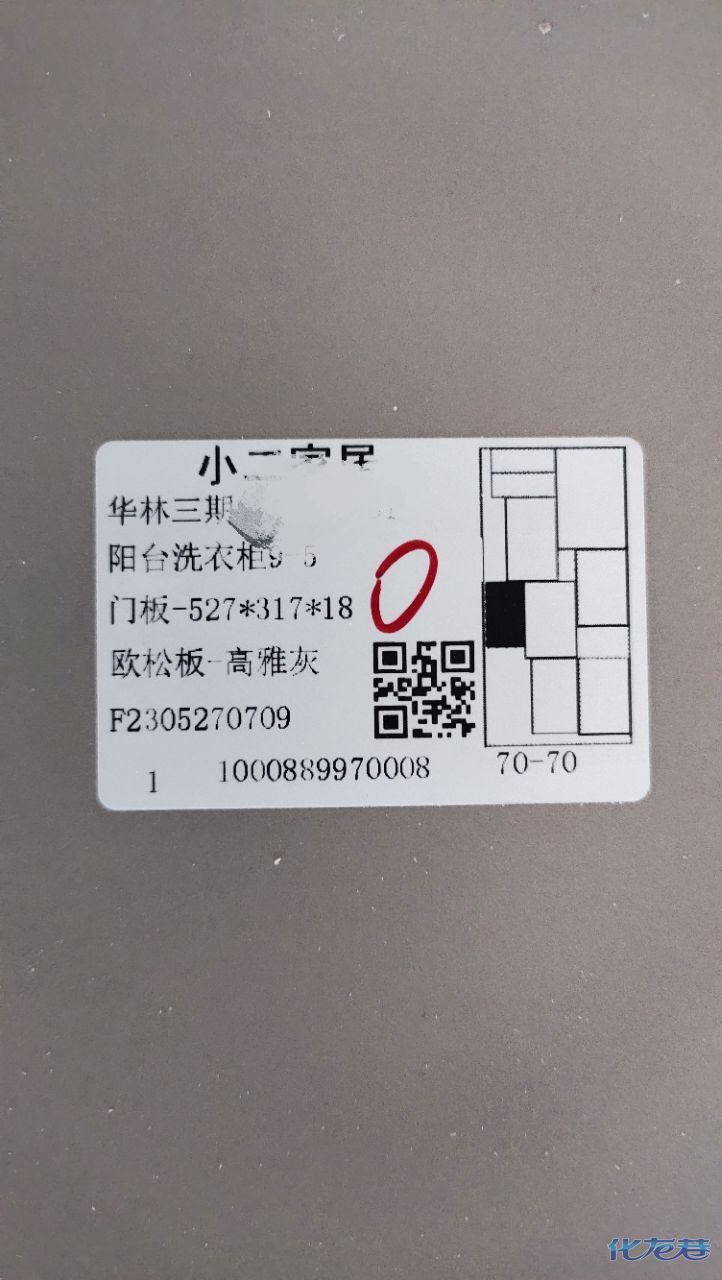 小二家居
华林三期
阳台洗衣柜9-5
门板-527*317*18
欧松板-高雅灰
F2305270709
1 1000889970008 70-70
化龙巷